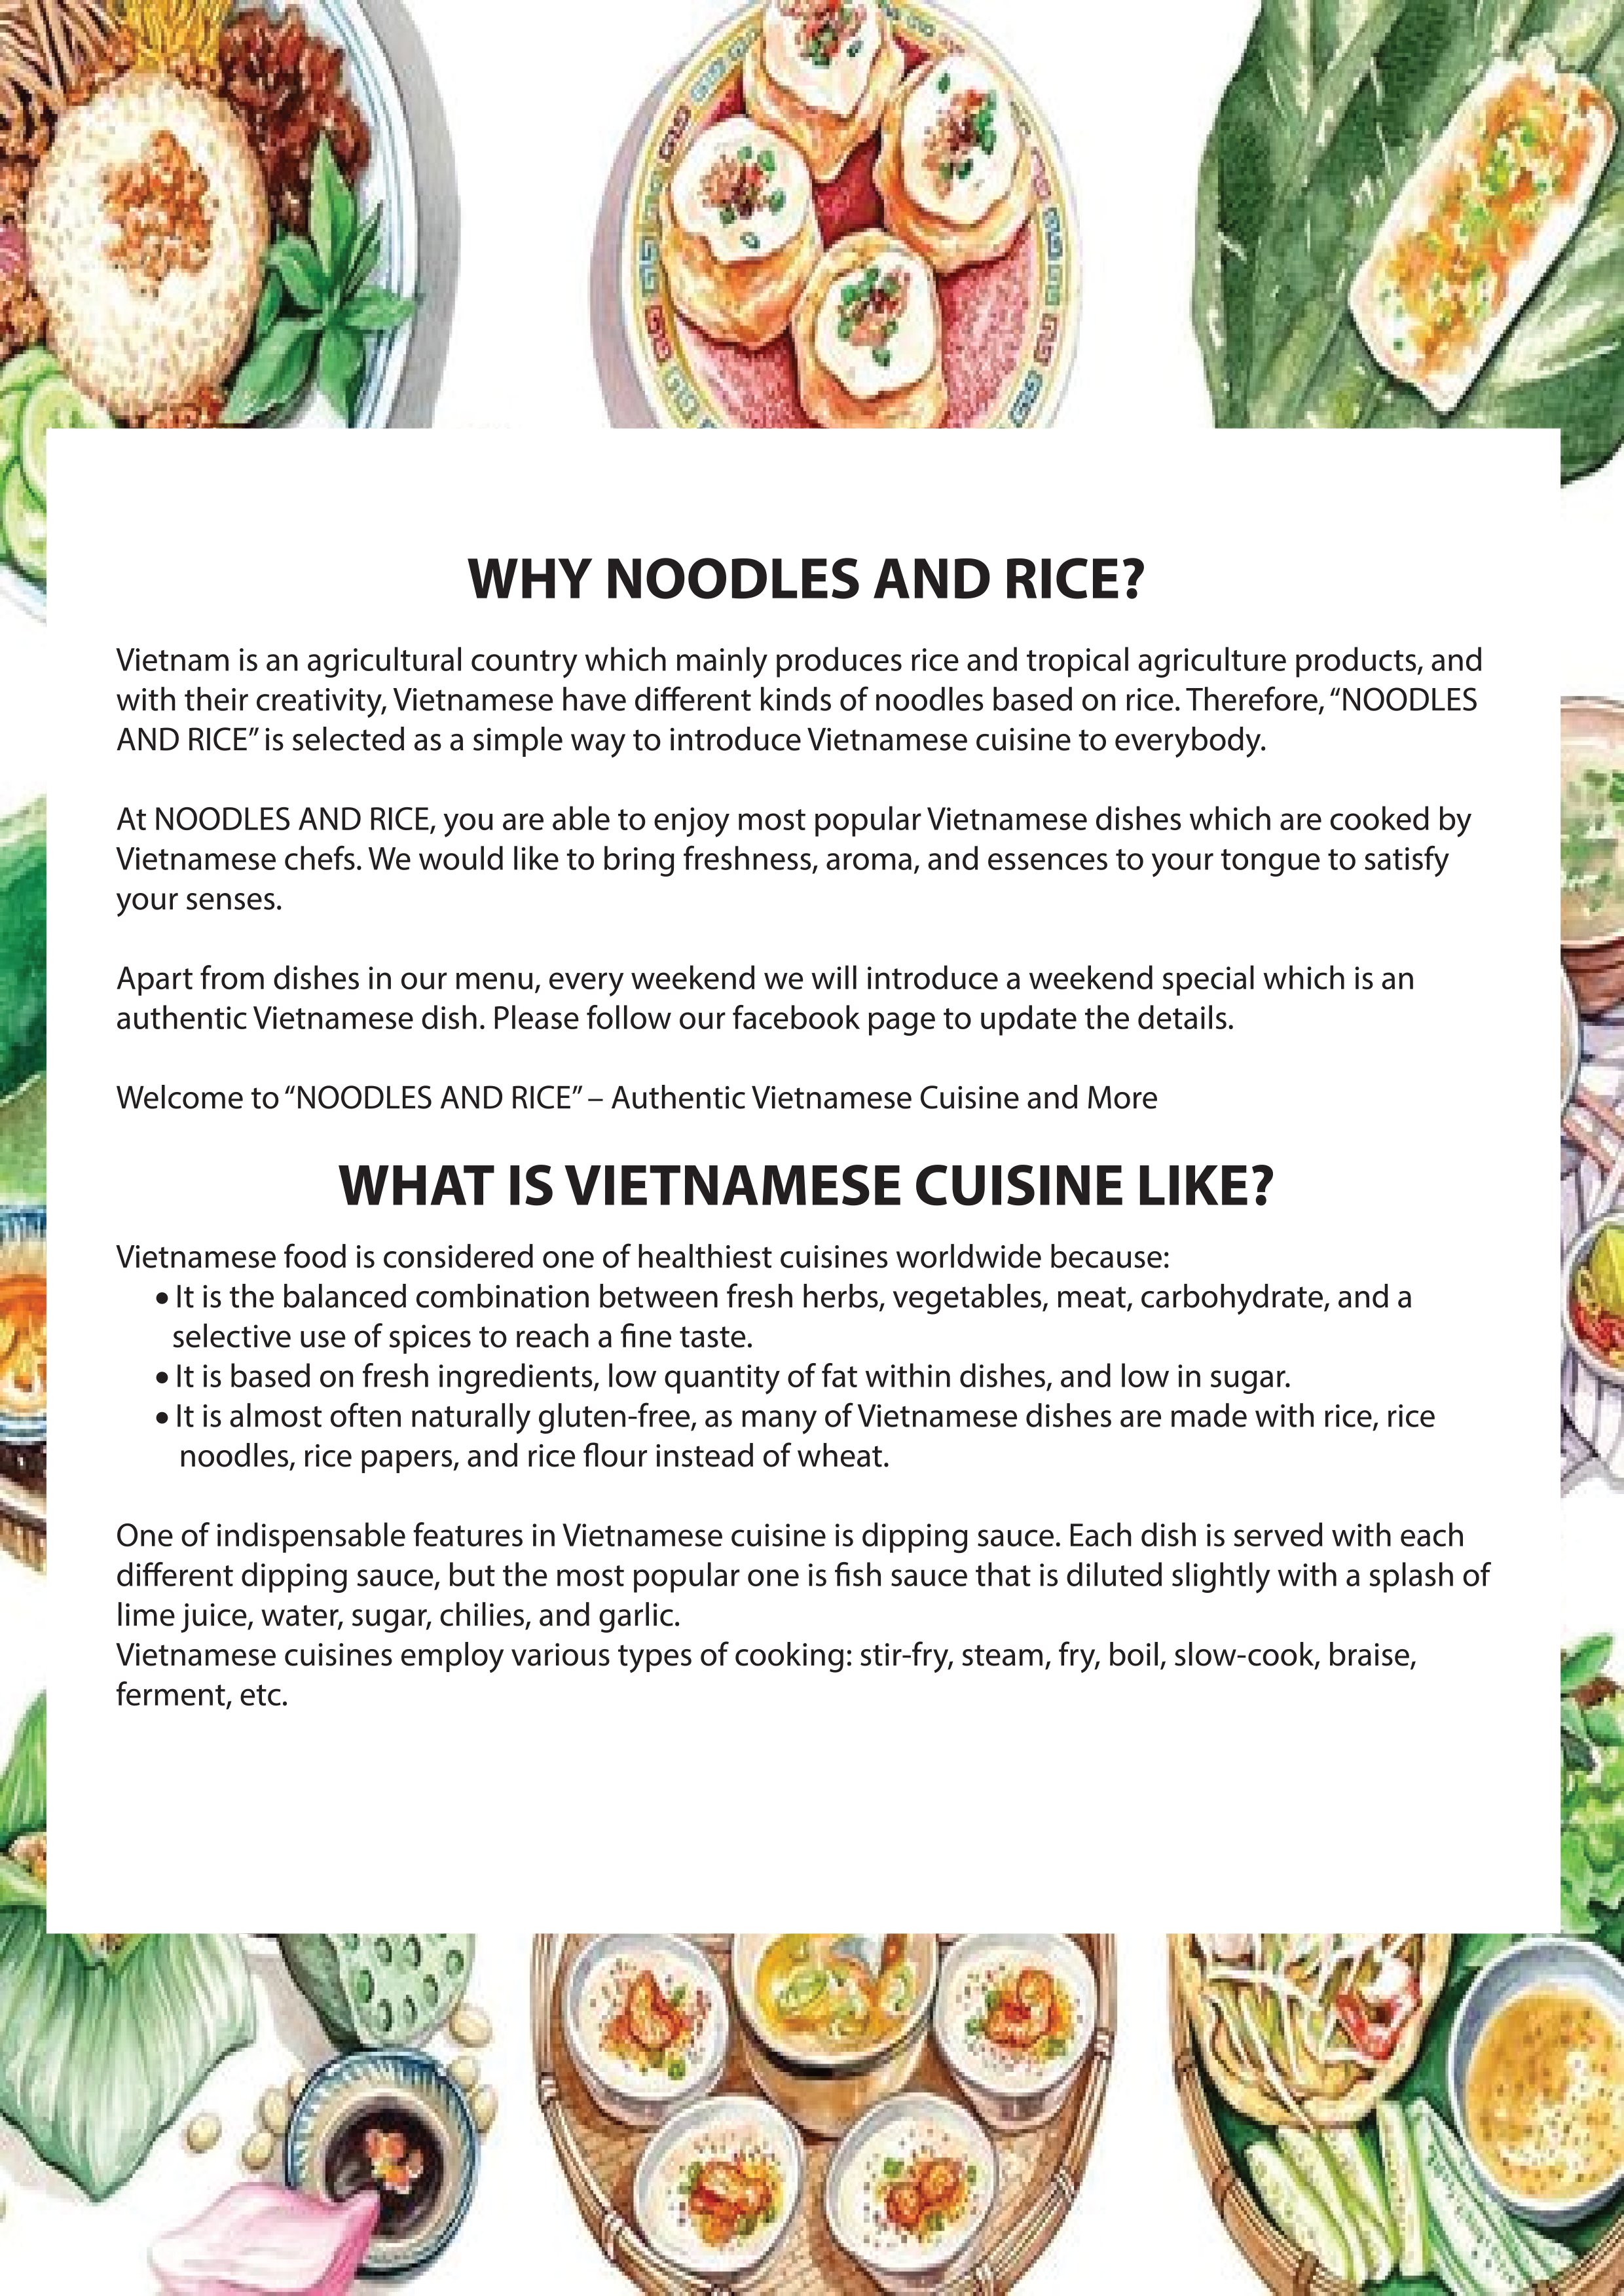 WHY NOODLES AND RICE?
Vietnam is an agricultural country which mainly produces rice and tropical agriculture products, and
with their creativity, Vietnamese have different kinds of noodles based on rice. Therefore, “NOODLES
AND RICE” is selected as a simple way to introduce Vietnamese cuisine to everybody.
At NOODLES AND RICE, you are able to enjoy most popular Vietnamese dishes which are cooked by
Vietnamese chefs. We would like to bring freshness, aroma, and essences to your tongue to satisfy
your senses.
Apart from dishes in our menu, every weekend we will introduce a weekend special which is an
authentic Vietnamese dish. Please follow our facebook page to update the details.
Welcome to “NOODLES AND RICE” – Authentic Vietnamese Cuisine and More
WHAT IS VIETNAMESE CUISINE LIKE?
Vietnamese food is considered one of healthiest cuisines worldwide because:
• It is the balanced combination between fresh herbs, vegetables, meat, carbohydrate, and a
selective use of spices to reach a fine taste.
• It is based on fresh ingredients, low quantity of fat within dishes, and low in sugar.
• It is almost often naturally gluten-free, as many of Vietnamese dishes are made with rice, rice
noodles, rice papers, and rice flour instead of wheat.
One of indispensable features in Vietnamese cuisine is dipping sauce. Each dish is served with each
different dipping sauce, but the most popular one is fish sauce that is diluted slightly with a splash of
lime juice, water, sugar, chilies, and garlic.
Vietnamese cuisines employ various types of cooking: stir-fry, steam, fry, boil, slow-cook, braise,
ferment, etc.